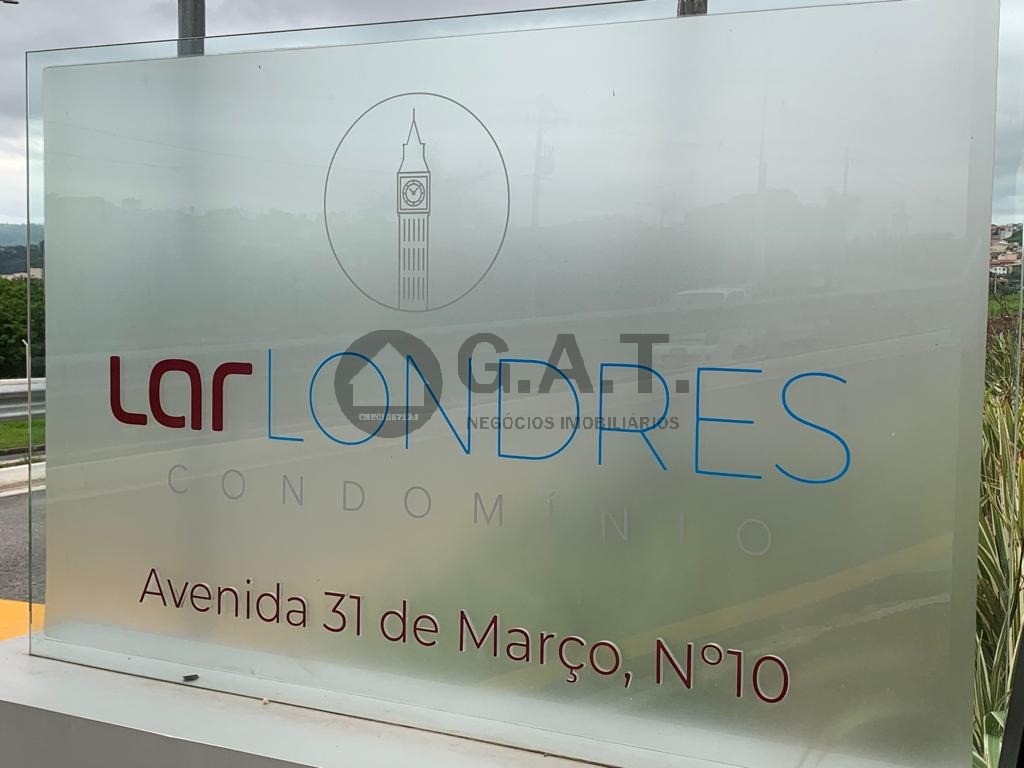 Lar LONDRES
CONDOMÍNIO
Avenida 31 de Março, Nº10
G.A.T.
NEGÓCIOS IMOBILIÁRIOS